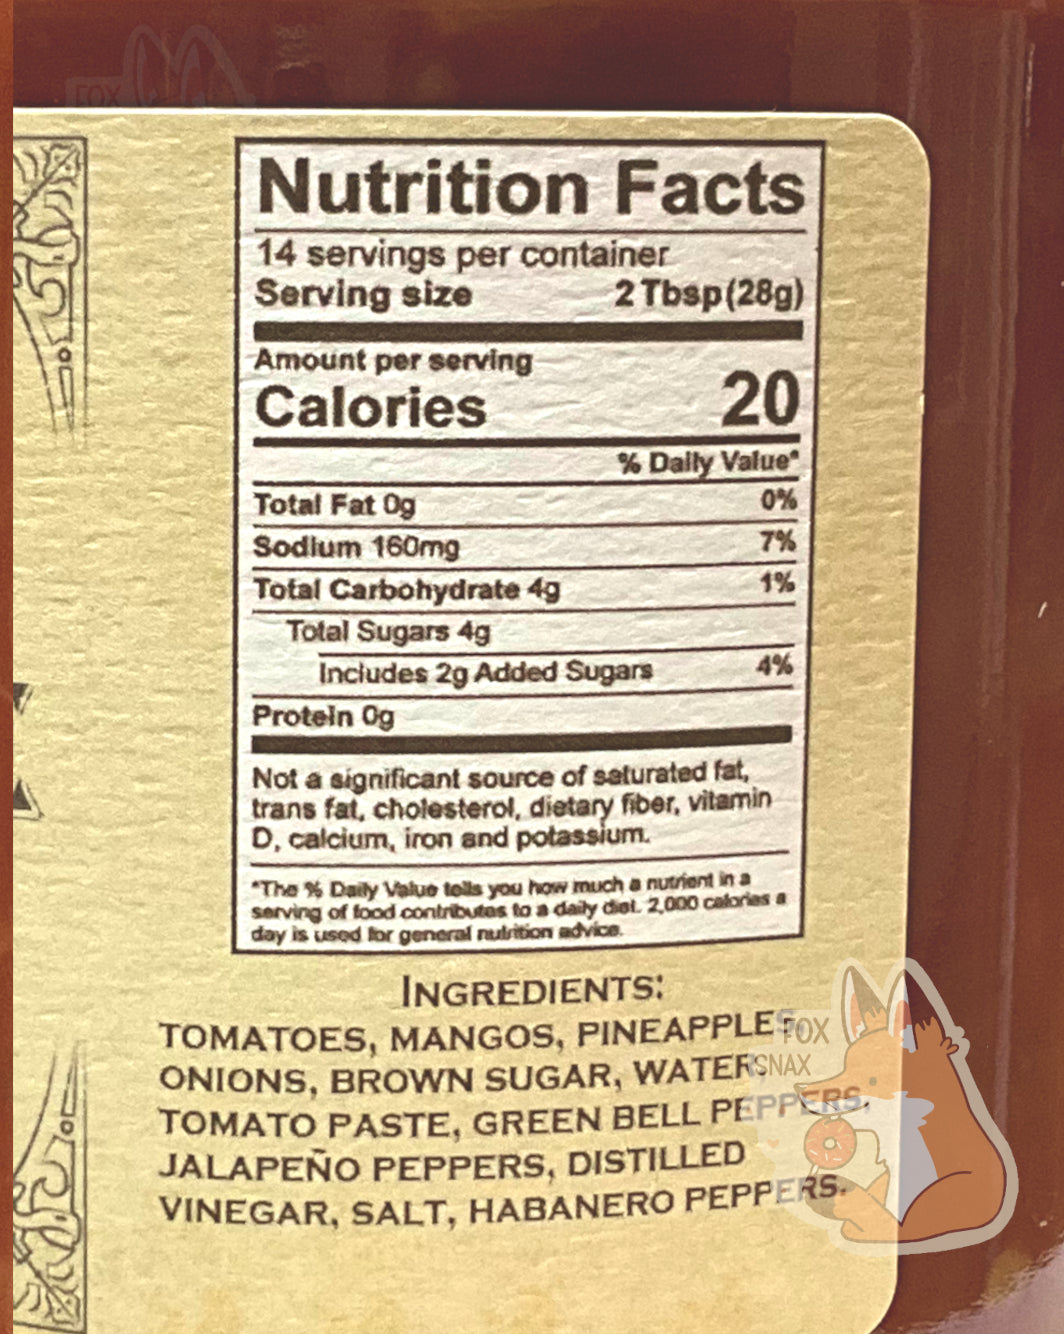 FOX
Nutrition Facts
14 servings per container
Serving size 2 Tbsp (28g)
Amount per serving
Calories 20
% Daily Value*
Total Fat 0g 0%
Sodium 160mg 7%
Total Carbohydrate 4g 1%
Total Sugars 4g
Includes 2g Added Sugars 4%
Protein 0g
Not a significant source of saturated fat,
trans fat, cholesterol, dietary fiber, vitamin
D, calcium, iron and potassium.
*The % Daily Value tells you how much a nutrient in a
serving of food contributes to a daily diet. 2,000 calories a
day is used for general nutrition advice.
INGREDIENTS:
TOMATOES, MANGOS, PINEAPPLES,
ONIONS, BROWN SUGAR, WATER,
TOMATO PASTE, GREEN BELL PEPPERS,
JALAPEÑO PEPPERS, DISTILLED
VINEGAR, SALT, HABANERO PEPPERS.
FOX
SNAX